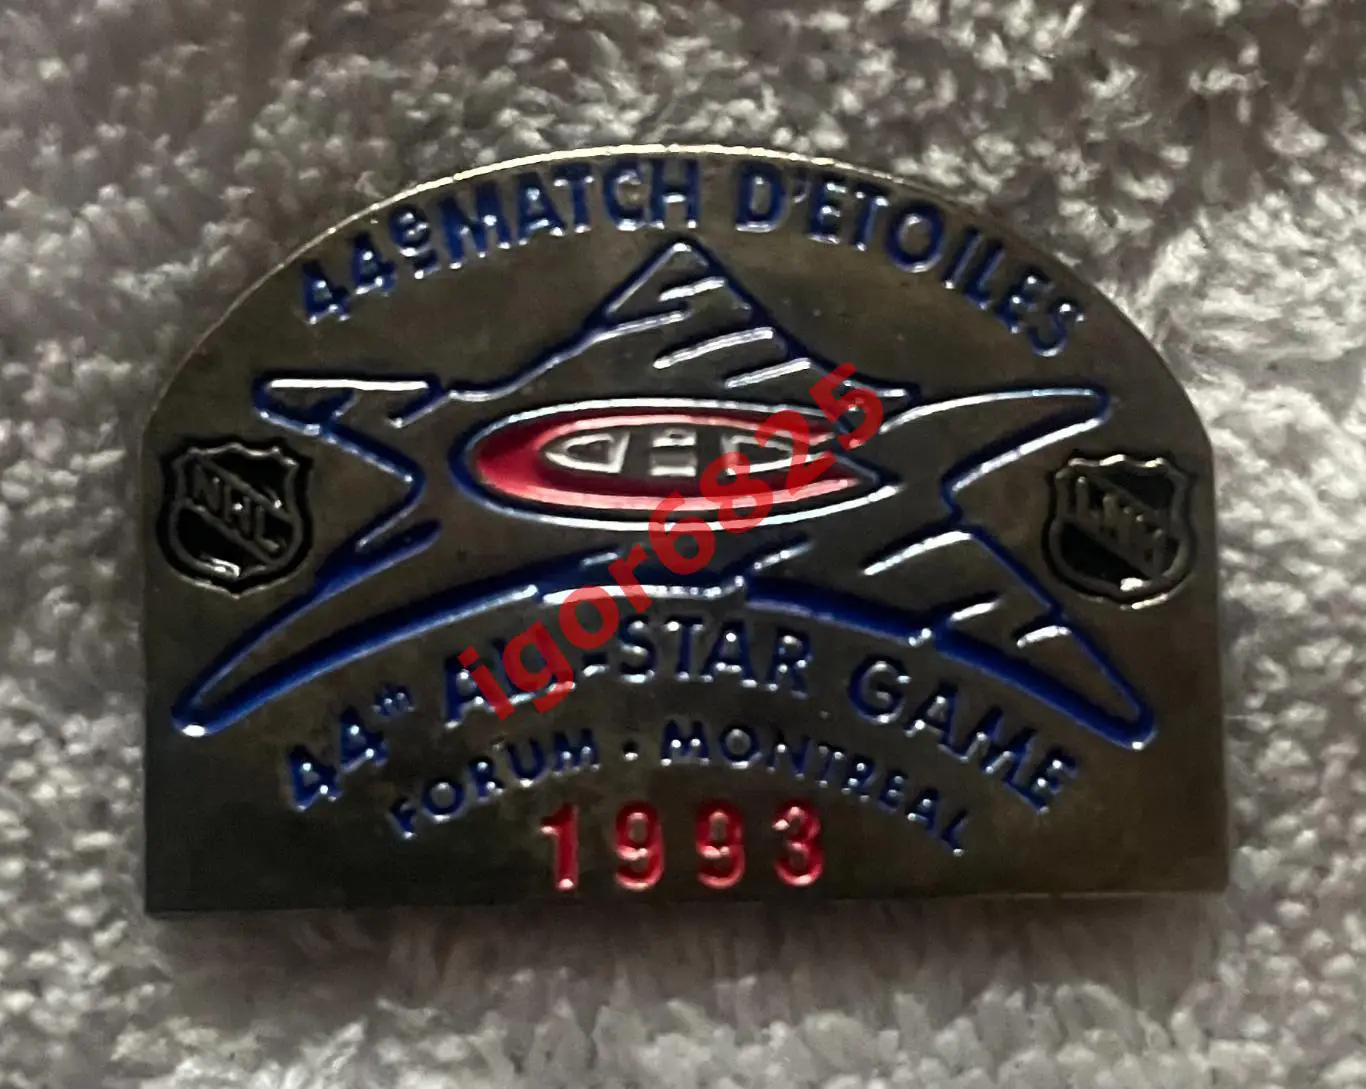 44e MATCH D'ETOILES
NHL
LNH
44th ALL-STAR GAME
FORUM • MONTREAL
1993
igor6825